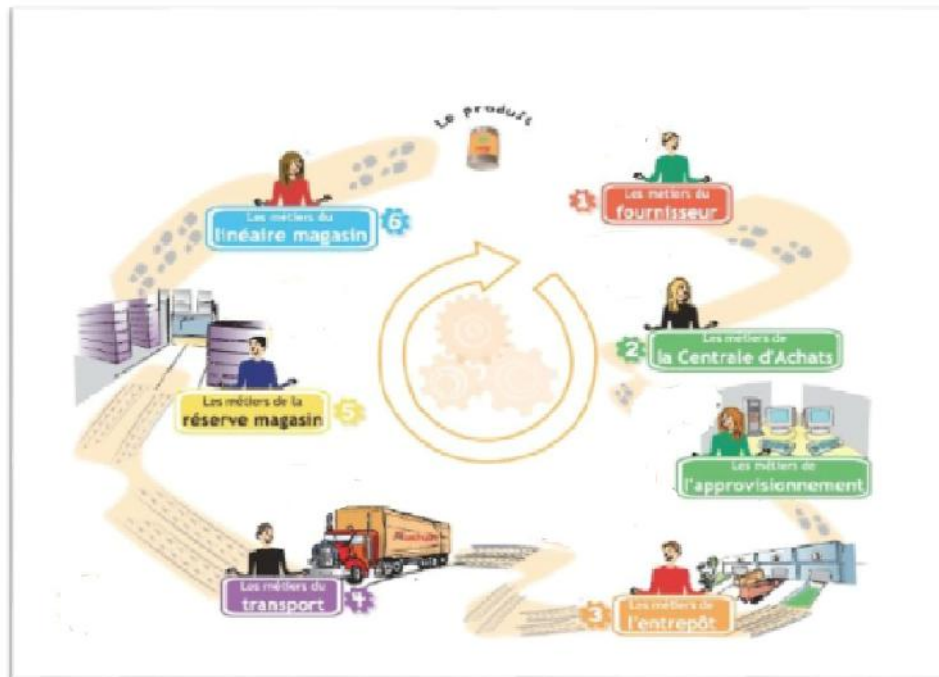 Le produit
1
Les métiers du
fournisseur
2
Les métiers de
la Centrale d'Achats
Les métiers de
l'approvisionnement
3
Les métiers de
l'entrepôt
4
Les métiers du
transport
5
Les métiers de la
réserve magasin
6
Les métiers du
linéaire magasin